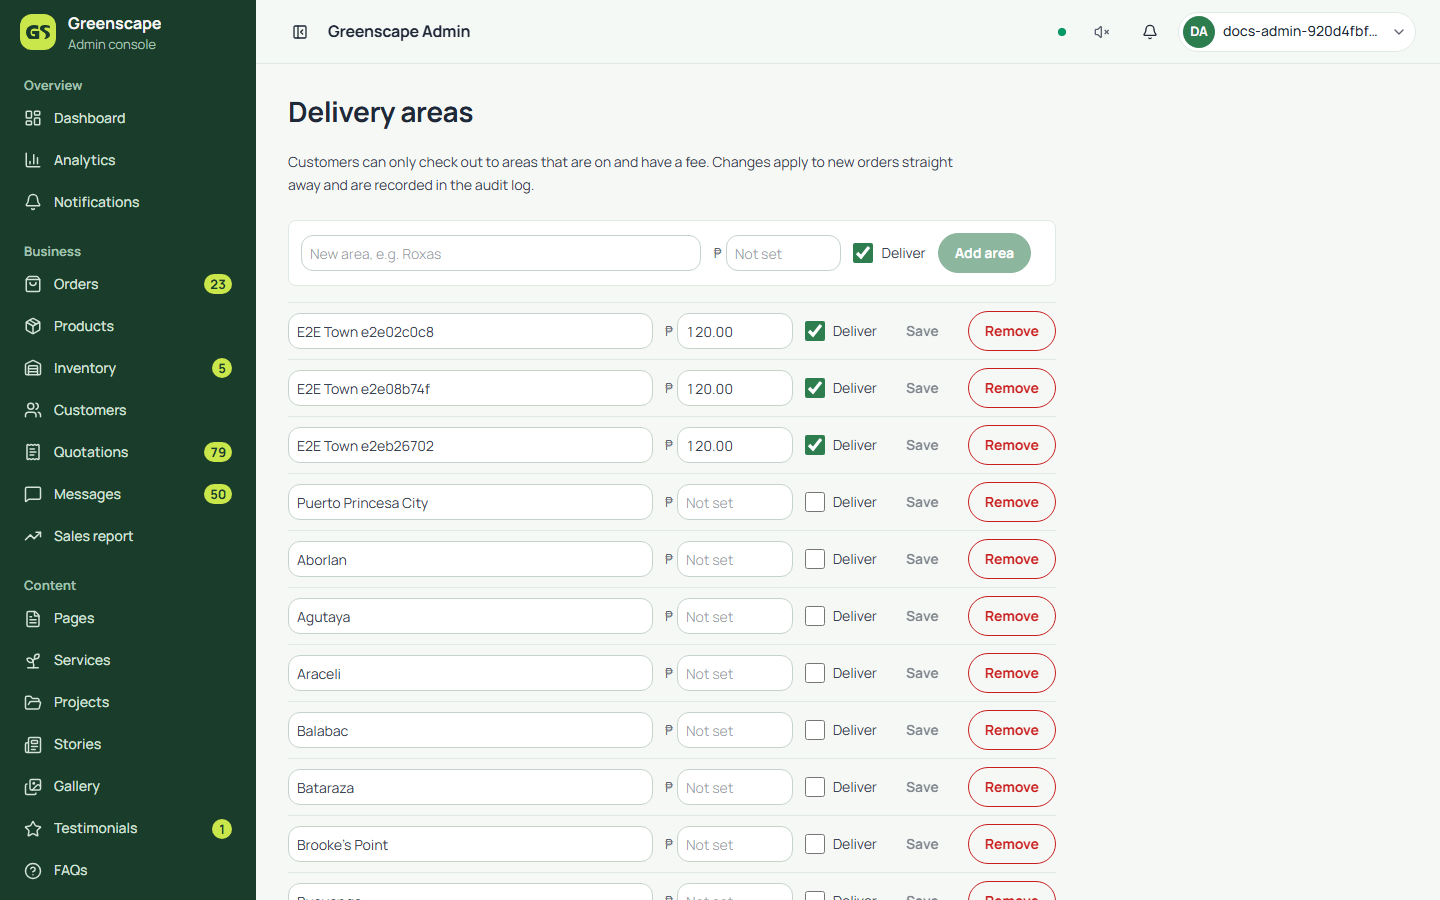 GS
Greenscape
Admin console
Overview
Dashboard
Analytics
Notifications
Business
Orders 23
Products
Inventory 5
Customers
Quotations 79
Messages 50
Sales report
Content
Pages
Services
Projects
Stories
Gallery
Testimonials 1
FAQs
Greenscape Admin
DA docs-admin-920d4fbf...
Delivery areas
Customers can only check out to areas that are on and have a fee. Changes apply to new orders straight
away and are recorded in the audit log.
New area, e.g. Roxas ₱ Not set Deliver Add area
E2E Town e2e02c0c8 ₱ 120.00 Deliver Save Remove
E2E Town e2e08b74f ₱ 120.00 Deliver Save Remove
E2E Town e2eb26702 ₱ 120.00 Deliver Save Remove
Puerto Princesa City ₱ Not set Deliver Save Remove
Aborlan ₱ Not set Deliver Save Remove
Agutaya ₱ Not set Deliver Save Remove
Araceli ₱ Not set Deliver Save Remove
Balabac ₱ Not set Deliver Save Remove
Bataraza ₱ Not set Deliver Save Remove
Brooke's Point ₱ Not set Deliver Save Remove